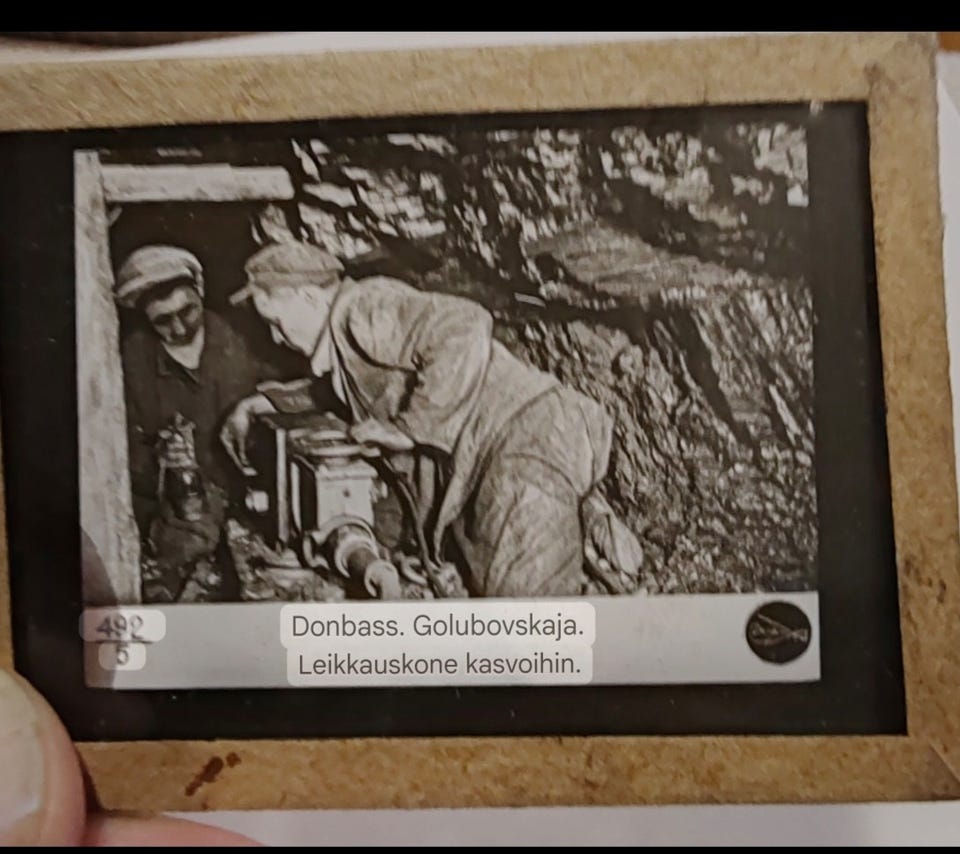 Donbass. Golubovskaja.
Leikkauskone kasvoihin.
492
5